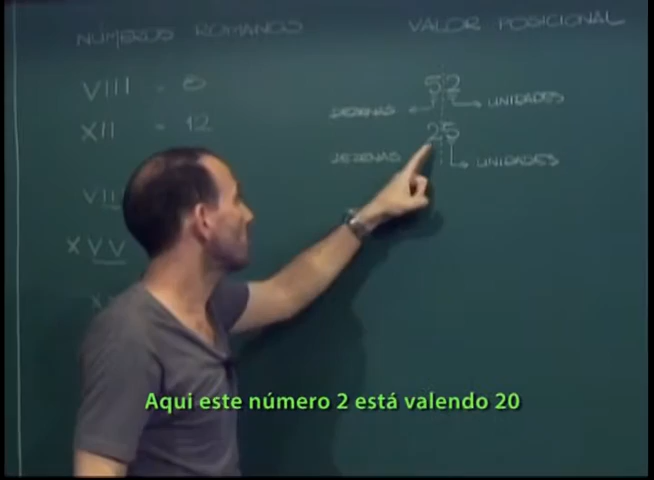 NÚMEROS ROMANOS
VALOR POSICIONAL
VIII = 8
XII = 12
VII
X VV
X
52
DEZENAS
UNIDADES
25
DEZENAS
UNIDADES
Aqui este número 2 está valendo 20